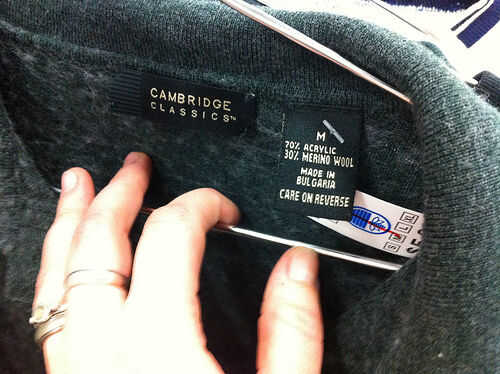 CAMBRIDGE
CLASSICS™
M
70% ACRYLIC
30% MERINO WOOL
MADE IN
BULGARIA
CARE ON REVERSE